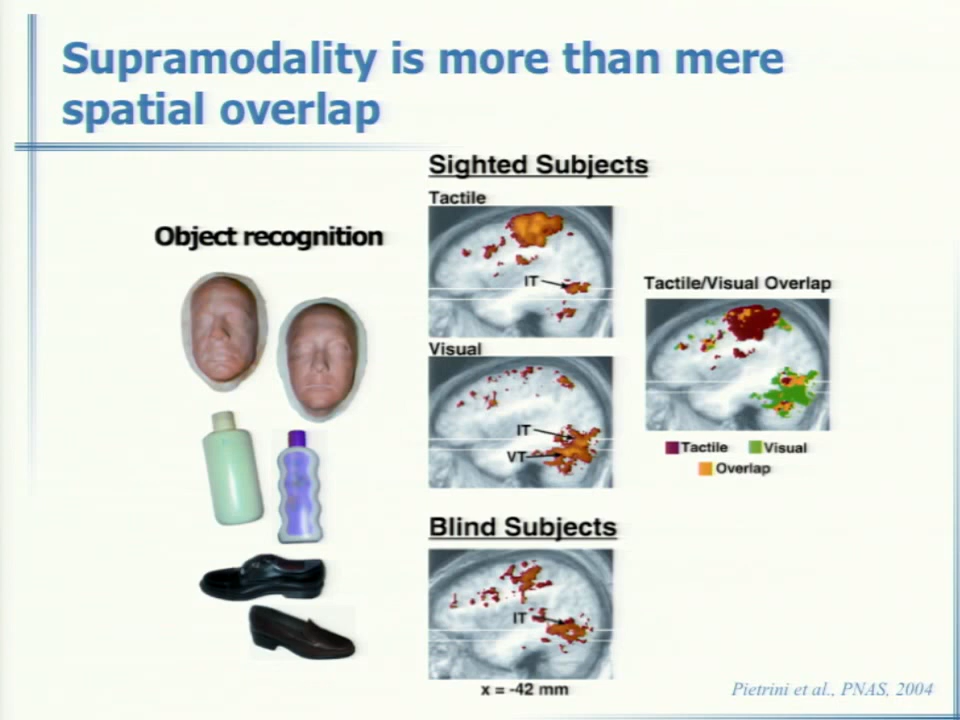 Supramodality is more than mere
spatial overlap
Object recognition
Sighted Subjects
Tactile
IT
Visual
IT
VT
Tactile/Visual Overlap
Tactile
Visual
Overlap
Blind Subjects
IT
x = -42 mm
Pietrini et al., PNAS, 2004